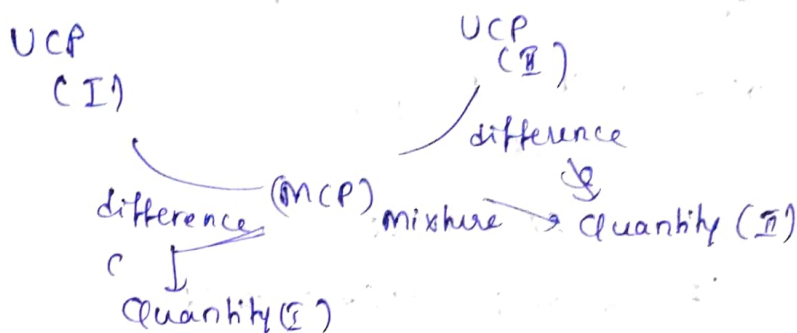 UCP
(I)
UCP
(II)
difference
(MCP) mixture
difference
Quantity (II)
(
Quantity (I)